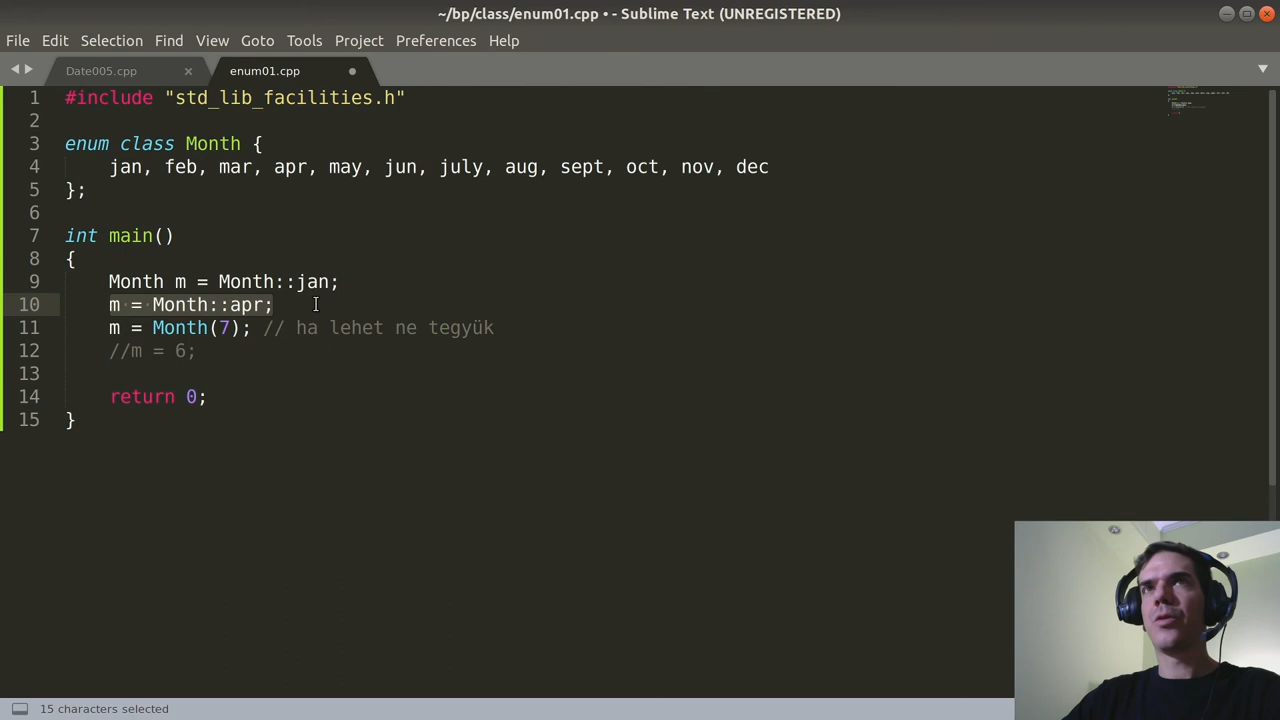 ~/bp/class/enum01.cpp • - Sublime Text (UNREGISTERED)
File Edit Selection Find View Goto Tools Project Preferences Help
Date005.cpp enum01.cpp
1 #include "std_lib_facilities.h"
2
3 enum class Month {
4 jan, feb, mar, apr, may, jun, july, aug, sept, oct, nov, dec
5 };
6
7 int main()
8 {
9 Month m = Month::jan;
10 m = Month::apr;
11 m = Month(7); // ha lehet ne tegyük
12 //m = 6;
13
14 return 0;
15 }
15 characters selected